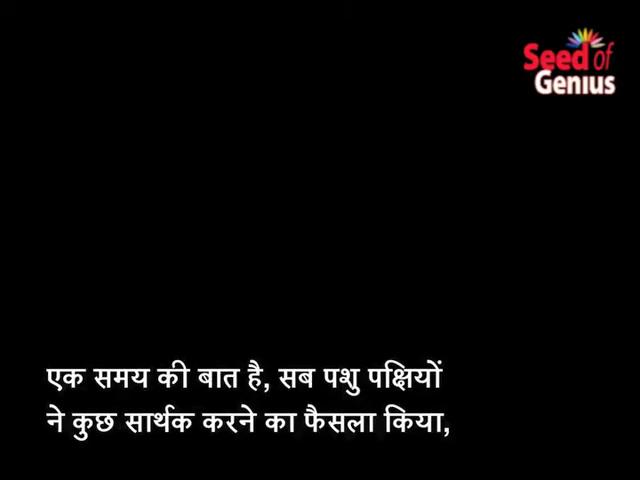 Seed of
Genius
एक समय की बात है, सब पशु पक्षियों
ने कुछ सार्थक करने का फैसला किया,